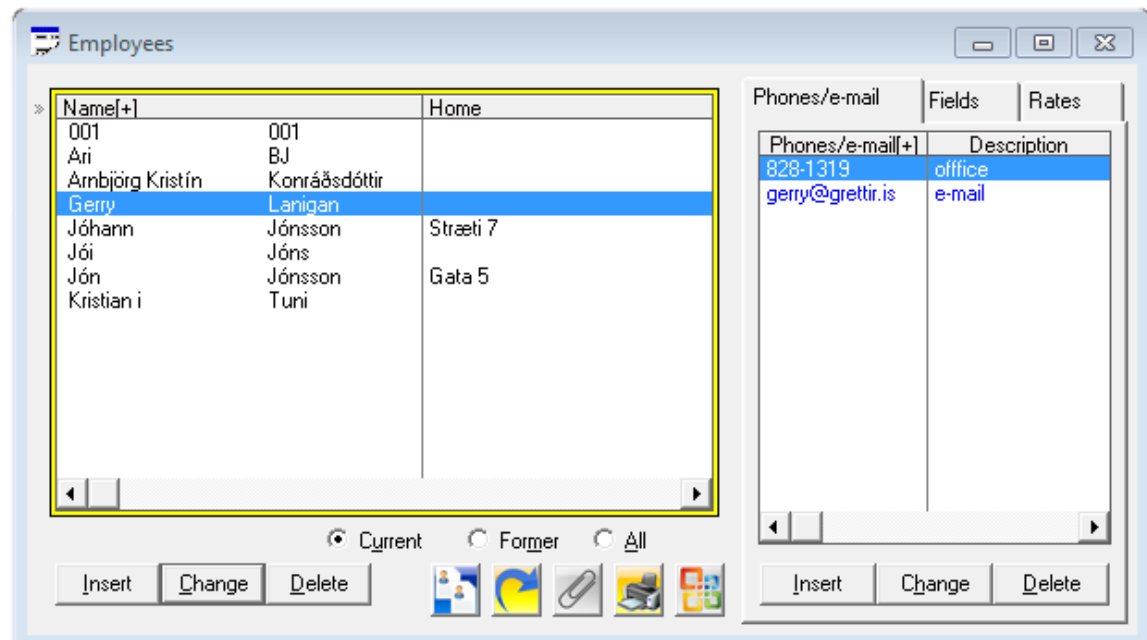 Employees
Name[+] Home
001 001
Ari BJ
Arnbjörg Kristín Konráðsdóttir
Gerry Lanigan
Jóhann Jónsson Stræti 7
Jói Jóns
Jón Jónsson Gata 5
Kristian i Tuni
Current Former All
Insert Change Delete
Phones/e-mail Fields Rates
Phones/e-mail[+] Description
828-1319 offfice
gerry@grettir.is e-mail
Insert Change Delete